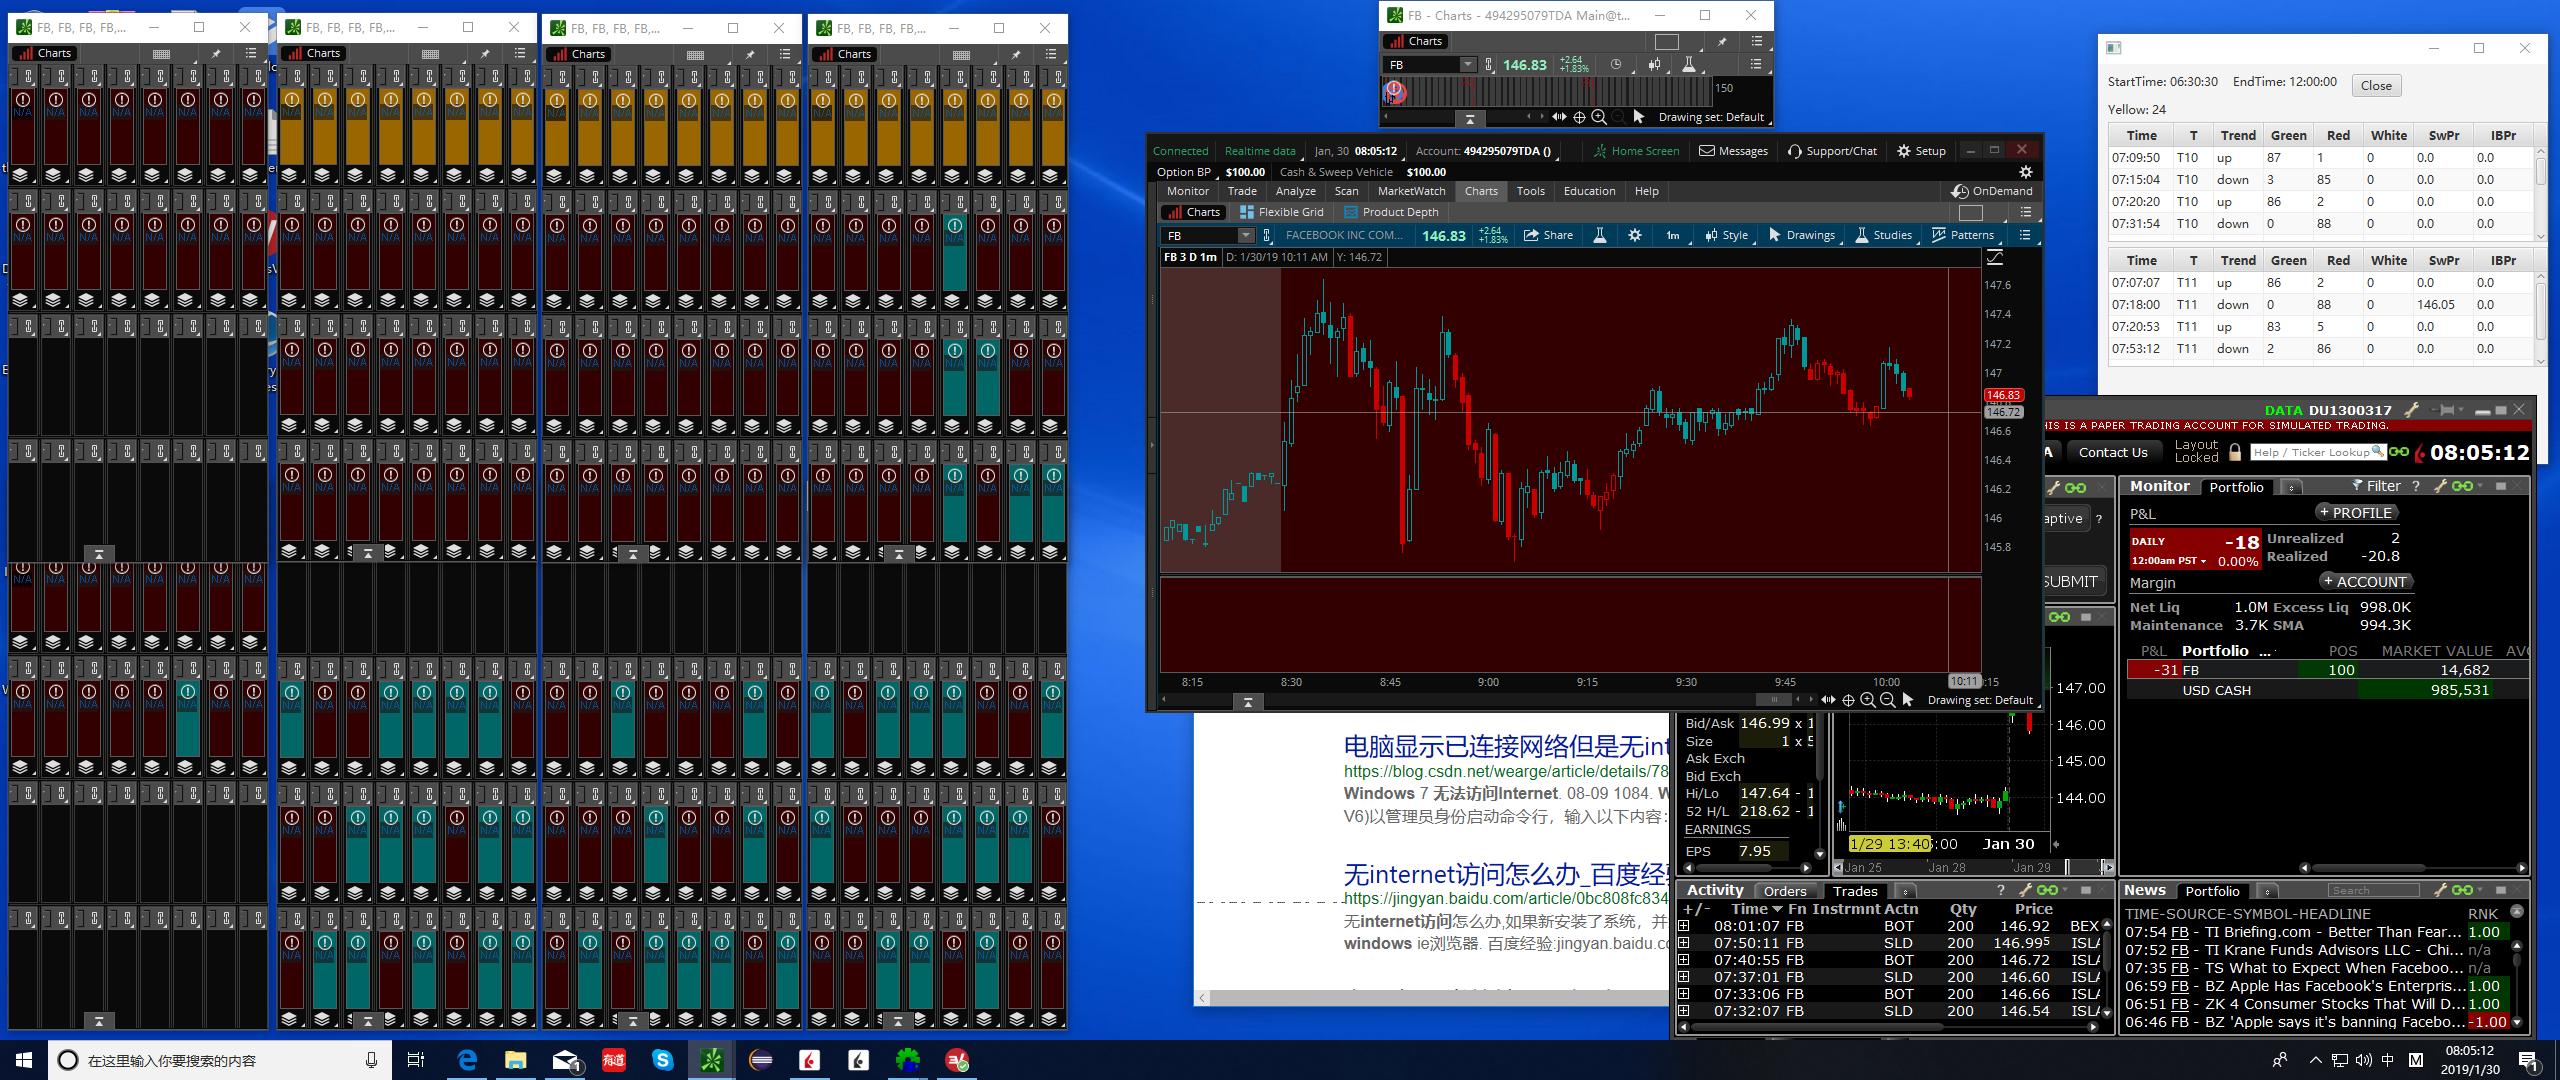 FB, FB, FB, FB,...
Charts
FB, FB, FB, FB,...
Charts
FB, FB, FB, FB,...
Charts
FB, FB, FB, FB,...
Charts
FB - Charts - 494295079TDA Main@t...
Charts
FB 146.83 +2.64 +1.83%
150
Drawing set: Default
Connected Realtime data Jan, 30 08:05:12 Account: 494295079TDA () Home Screen Messages Support/Chat Setup
Option BP $100.00 Cash & Sweep Vehicle $100.00
Monitor Trade Analyze Scan MarketWatch Charts Tools Education Help OnDemand
Charts Flexible Grid Product Depth
FB FACEBOOK INC COM... 146.83 +2.64 +1.83% Share 1m Style Drawings Studies Patterns
FB 3 D 1m D: 1/30/19 10:11 AM Y: 146.72
147.6
147.4
147.2
147
146.83
146.72
146.6
146.4
146.2
146
145.8
8:15 8:30 8:45 9:00 9:15 9:30 9:45 10:00 10:11
Drawing set: Default
StartTime: 06:30:30 EndTime: 12:00:00 Close
Yellow: 24
Time T Trend Green Red White SwPr IBPr
07:09:50 T10 up 87 1 0 0.0 0.0
07:15:04 T10 down 3 85 0 0.0 0.0
07:20:20 T10 up 86 2 0 0.0 0.0
07:31:54 T10 down 0 88 0 0.0 0.0
Time T Trend Green Red White SwPr IBPr
07:07:07 T11 up 86 2 0 0.0 0.0
07:18:00 T11 down 0 88 0 146.05 0.0
07:20:53 T11 up 83 5 0 0.0 0.0
07:53:12 T11 down 2 86 0 0.0 0.0
DATA DU1300317
HIS IS A PAPER TRADING ACCOUNT FOR SIMULATED TRADING.
A Contact Us Layout Locked Help / Ticker Lookup 08:05:12
Monitor Portfolio Filter ?
aptive ?
SUBMIT
P&L + PROFILE
DAILY -18 Unrealized 2
12:00am PST 0.00% Realized -20.8
Margin + ACCOUNT
Net Liq 1.0M Excess Liq 998.0K
Maintenance 3.7K SMA 994.3K
P&L Portfolio ... POS MARKET VALUE AVG
-31 FB 100 14,682
USD CASH 985,531
Bid/Ask 146.99 x 1
Size 1 x 5
Ask Exch
Bid Exch
Hi/Lo 147.64 - 1
52 H/L 218.62 - 1
EARNINGS
EPS 7.95
147.00
146.00
145.00
144.00
1/29 13:40 5:00 Jan 30
Jan 25 Jan 28 Jan 29
电脑显示已连接网络但是无int
https://blog.csdn.net/wearge/article/details/78
Windows 7 无法访问Internet. 08-09 1084. W
V6)以管理员身份启动命令行，输入以下内容：
无internet访问怎么办_百度经验
https://jingyan.baidu.com/article/0bc808fc834
无internet访问怎么办,如果新安装了系统，并
windows ie浏览器. 百度经验:jingyan.baidu.co
Activity Orders Trades ?
+/- Time Fn Instrmnt Actn Qty Price
08:01:07 FB BOT 200 146.92 BEX
07:50:11 FB SLD 200 146.995 ISLA
07:40:55 FB BOT 200 146.72 ISLA
07:37:01 FB SLD 200 146.60 ISLA
07:33:06 FB BOT 200 146.66 ISLA
07:32:07 FB SLD 200 146.54 ISLA
News Portfolio Search
TIME-SOURCE-SYMBOL-HEADLINE RNK
07:54 FB - TI Briefing.com - Better Than Fear... 1.00
07:52 FB - TI Krane Funds Advisors LLC - Chi... n/a
07:35 FB - TS What to Expect When Faceboo... n/a
06:59 FB - BZ Apple Has Facebook's Enterpris... 1.00
06:51 FB - ZK 4 Consumer Stocks That Will D... 1.00
06:46 FB - BZ 'Apple says it's banning Facebo... -1.00
在这里输入你要搜索的内容
1
有道
中 M 08:05:12
2019/1/30
1